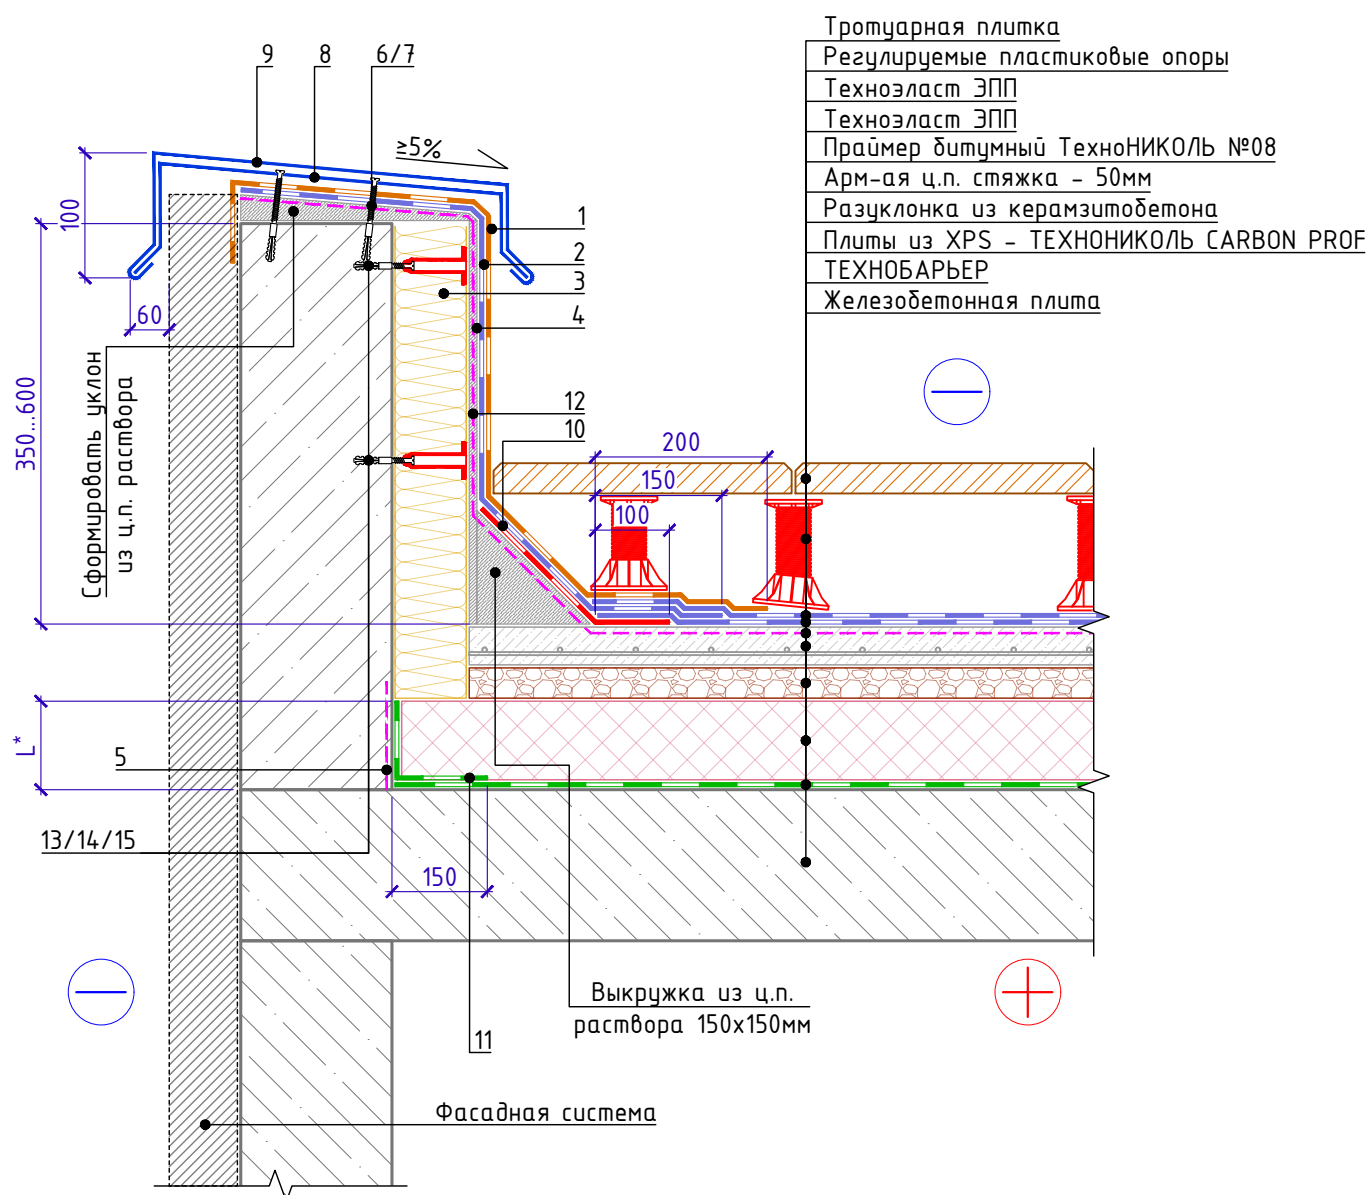 Тротуарная плитка
Регулируемые пластиковые опоры
Техноэласт ЭПП
Техноэласт ЭПП
Праймер битумный ТехноНИКОЛЬ №08
Арм-ая ц.п. стяжка - 50мм
Разуклонка из керамзитобетона
Плиты из XPS - ТЕХНОНИКОЛЬ CARBON PROF
ТЕХНОБАРЬЕР
Железобетонная плита
9
8
6/7
≥5%
100
60
1
2
3
4
12
10
350...600
Сформировать уклон
из ц.п. раствора
200
150
100
L*
5
13/14/15
150
11
Выкружка из ц.п.
раствора 150х150мм
Фасадная система